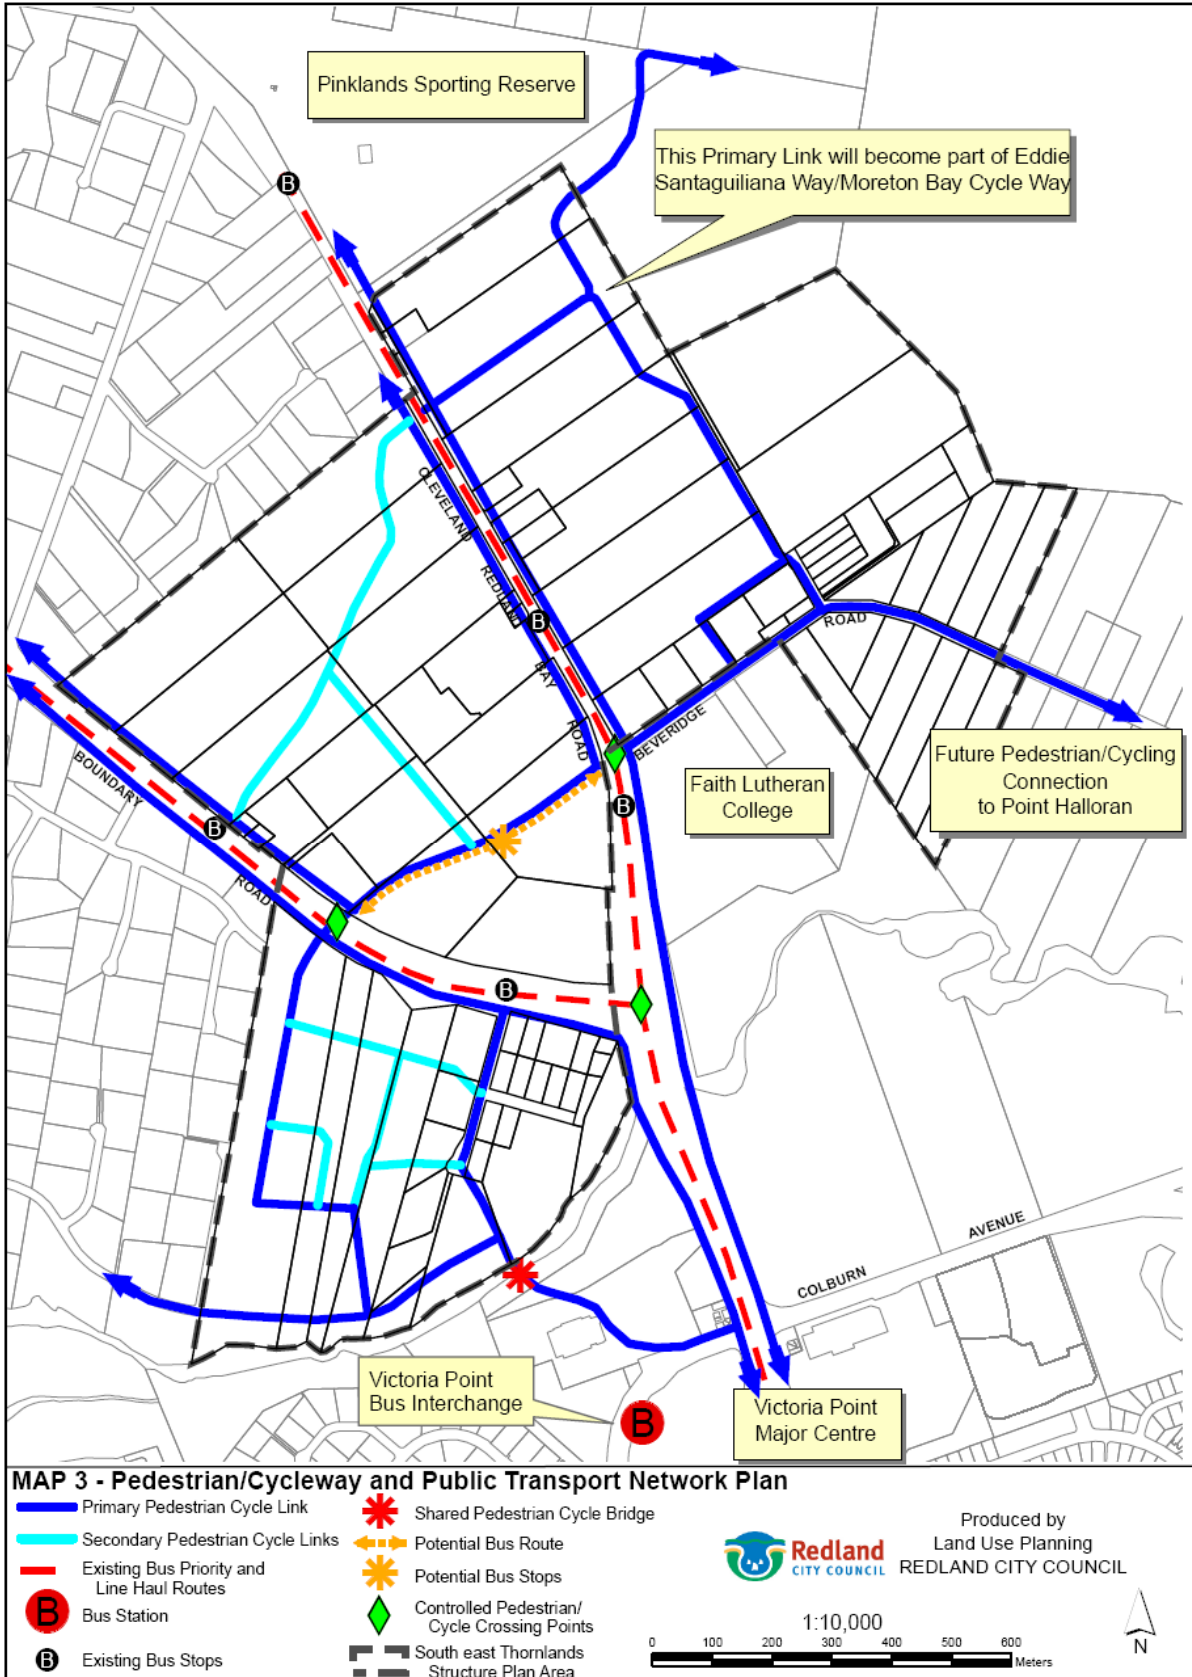 Pinklands Sporting Reserve
This Primary Link will become part of Eddie
Santaguiliana Way/Moreton Bay Cycle Way
B
CLEVELAND
REDLAND
B
BAY
ROAD
BEVERIDGE
ROAD
Future Pedestrian/Cycling
Connection
to Point Halloran
Faith Lutheran
College
B
BOUNDARY
B
ROAD
B
COLBURN
AVENUE
Victoria Point
Bus Interchange
B
Victoria Point
Major Centre
MAP 3 - Pedestrian/Cycleway and Public Transport Network Plan
Primary Pedestrian Cycle Link
Secondary Pedestrian Cycle Links
Existing Bus Priority and
Line Haul Routes
B
Bus Station
B
Existing Bus Stops
Shared Pedestrian Cycle Bridge
Potential Bus Route
Potential Bus Stops
Controlled Pedestrian/
Cycle Crossing Points
South east Thornlands
Structure Plan Area
Redland
CITY COUNCIL
Produced by
Land Use Planning
REDLAND CITY COUNCIL
1:10,000
0 100 200 300 400 500 600
Meters
N